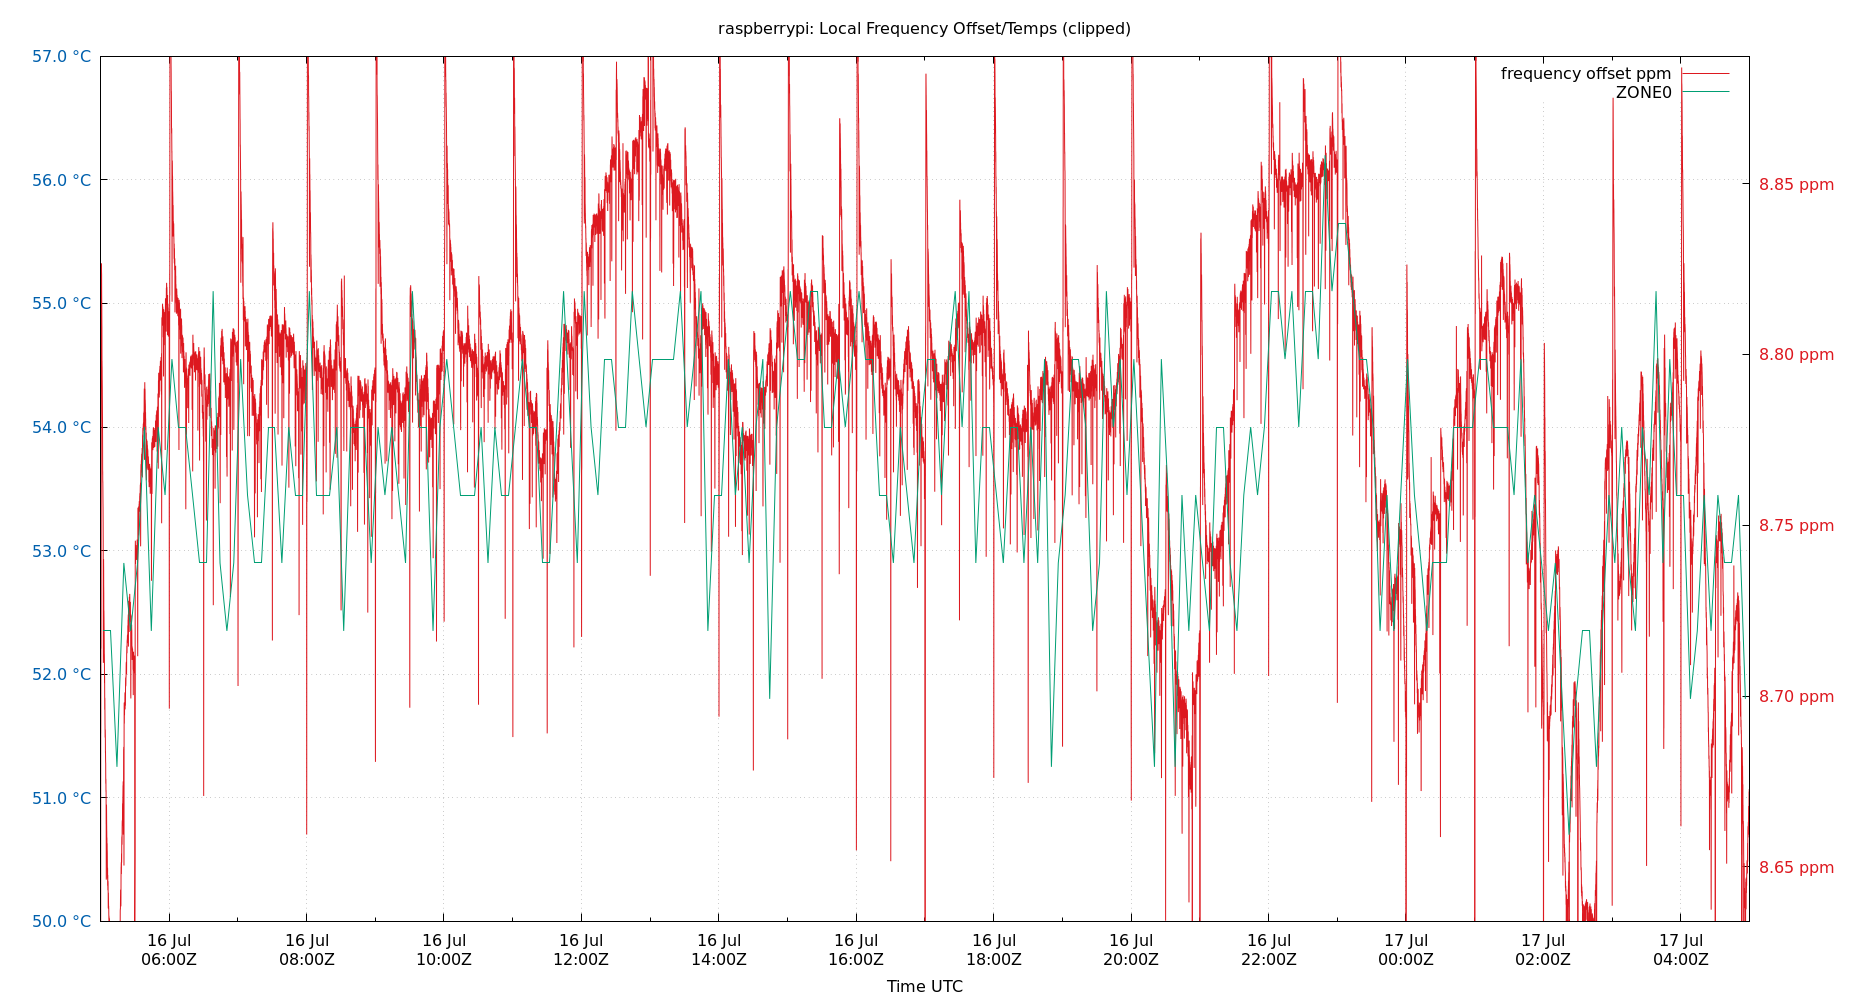 raspberrypi: Local Frequency Offset/Temps (clipped)
57.0 °C
56.0 °C
55.0 °C
54.0 °C
53.0 °C
52.0 °C
51.0 °C
50.0 °C
frequency offset ppm
ZONE0
8.85 ppm
8.80 ppm
8.75 ppm
8.70 ppm
8.65 ppm
16 Jul 16 Jul 16 Jul 16 Jul 16 Jul 16 Jul 16 Jul 16 Jul 16 Jul 17 Jul 17 Jul 17 Jul
06:00Z 08:00Z 10:00Z 12:00Z 14:00Z 16:00Z 18:00Z 20:00Z 22:00Z 00:00Z 02:00Z 04:00Z
Time UTC